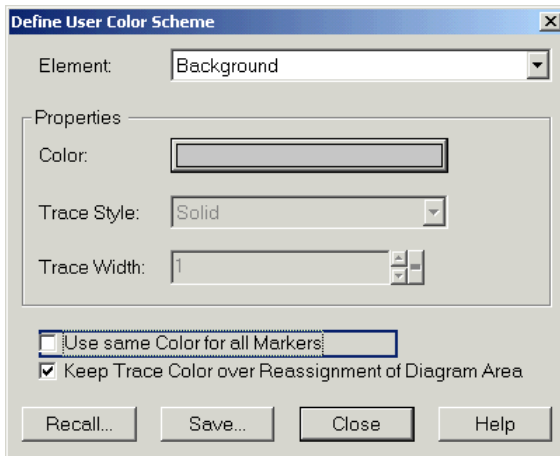 Define User Color Scheme
Element: Background
Properties
Color:
Trace Style: Solid
Trace Width: 1
Use same Color for all Markers
Keep Trace Color over Reassignment of Diagram Area
Recall... Save... Close Help